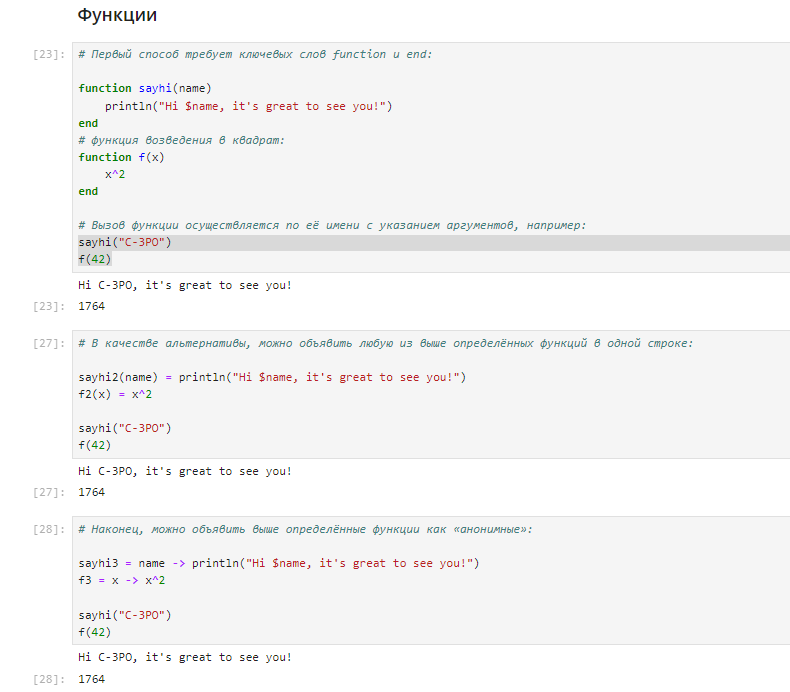 Функции
[23]: # Первый способ требует ключевых слов function и end:
function sayhi(name)
    println("Hi $name, it's great to see you!")
end
# функция возведения в квадрат:
function f(x)
    x^2
end
# Вызов функции осуществляется по её имени с указанием аргументов, например:
sayhi("C-3PO")
f(42)
Hi C-3PO, it's great to see you!
[23]: 1764
[27]: # В качестве альтернативы, можно объявить любую из выше определённых функций в одной строке:
sayhi2(name) = println("Hi $name, it's great to see you!")
f2(x) = x^2
sayhi("C-3PO")
f(42)
Hi C-3PO, it's great to see you!
[27]: 1764
[28]: # Наконец, можно объявить выше определённые функции как «анонимные»:
sayhi3 = name -> println("Hi $name, it's great to see you!")
f3 = x -> x^2
sayhi("C-3PO")
f(42)
Hi C-3PO, it's great to see you!
[28]: 1764